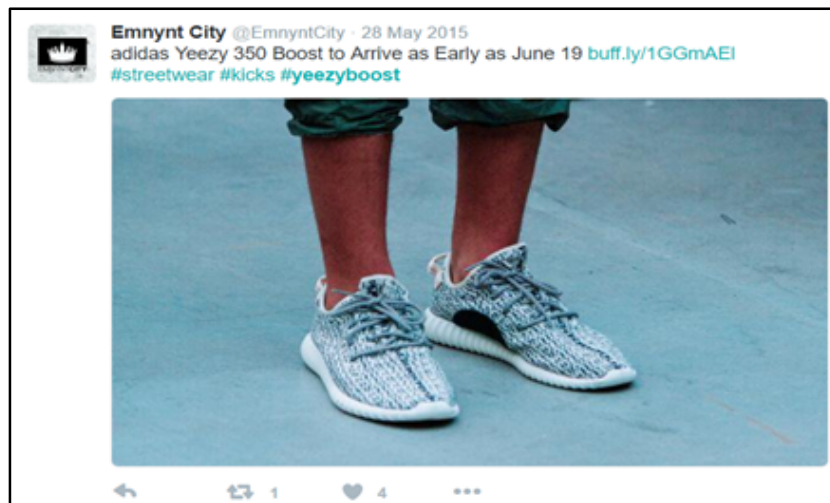 Emnynt City @EmnyntCity · 28 May 2015
adidas Yeezy 350 Boost to Arrive as Early as June 19 buff.ly/1GGmAEl
#streetwear #kicks #yeezyboost
1 4